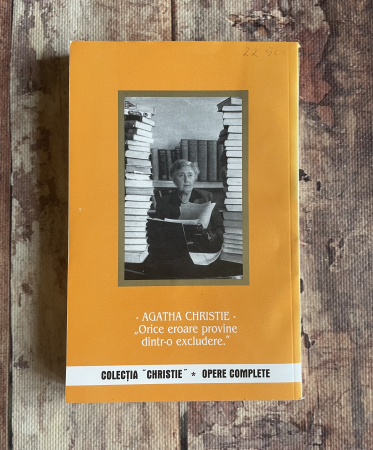 - AGATHA CHRISTIE -
„Orice eroare provine
dintr-o excludere."
COLECȚIA ˝CHRISTIE˝ * OPERE COMPLETE